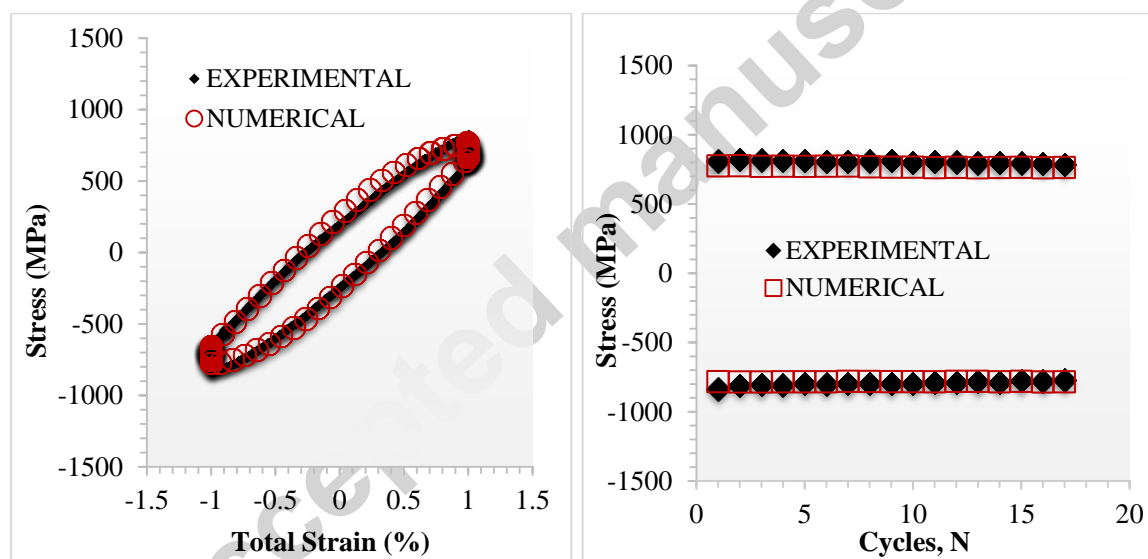 1500
EXPERIMENTAL
1000
NUMERICAL
500
0
-500
-1000
-1500
-1.5 -1 -0.5 0 0.5 1 1.5
Stress (MPa)
Total Strain (%)
1500
1000
500
EXPERIMENTAL
0
NUMERICAL
-500
-1000
-1500
0 5 10 15 20
Stress (MPa)
Cycles, N